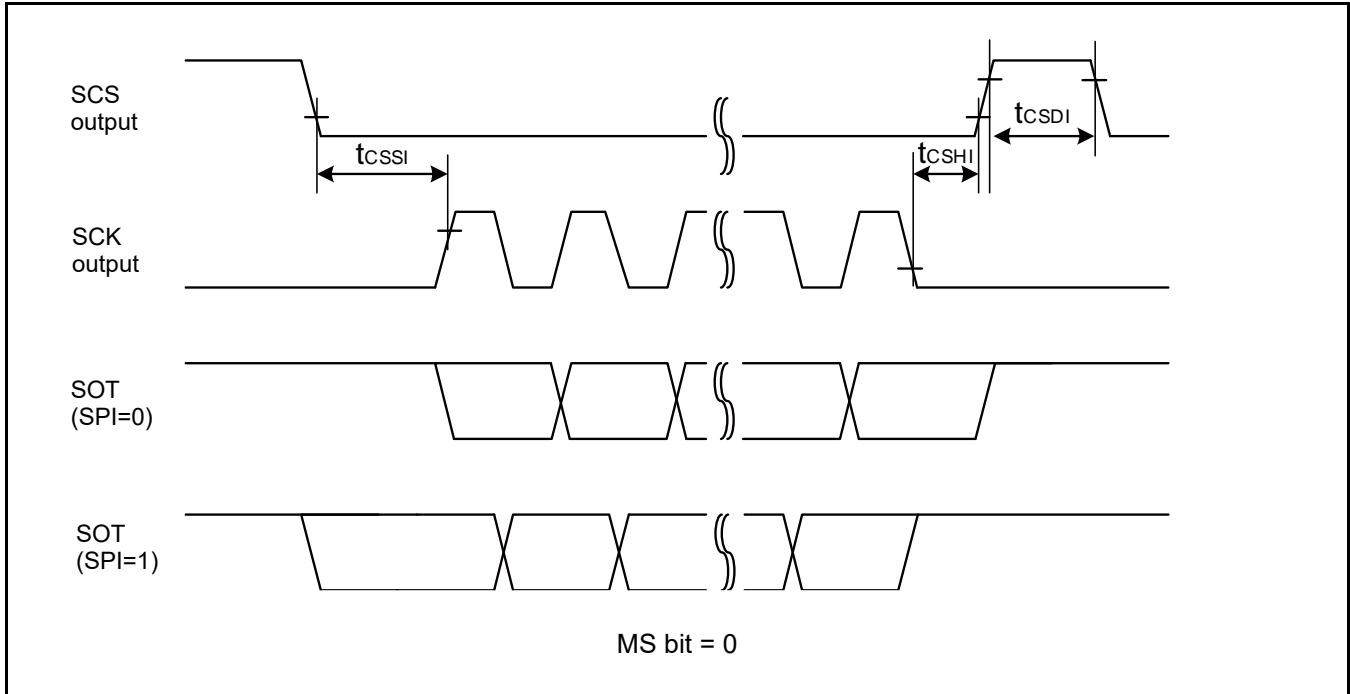 SCS
output
tCSDI
tCSSI
tCSHI
SCK
output
SOT
(SPI=0)
SOT
(SPI=1)
MS bit = 0